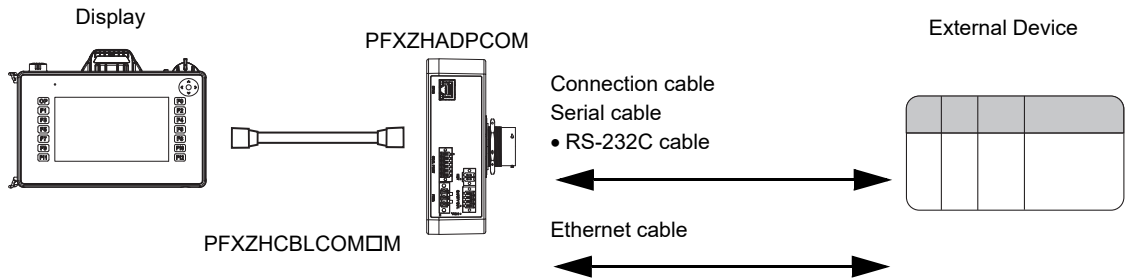 Display
PFXZHADPCOM
External Device
Connection cable
Serial cable
• RS-232C cable
PFXZHCBLCOM□M
Ethernet cable